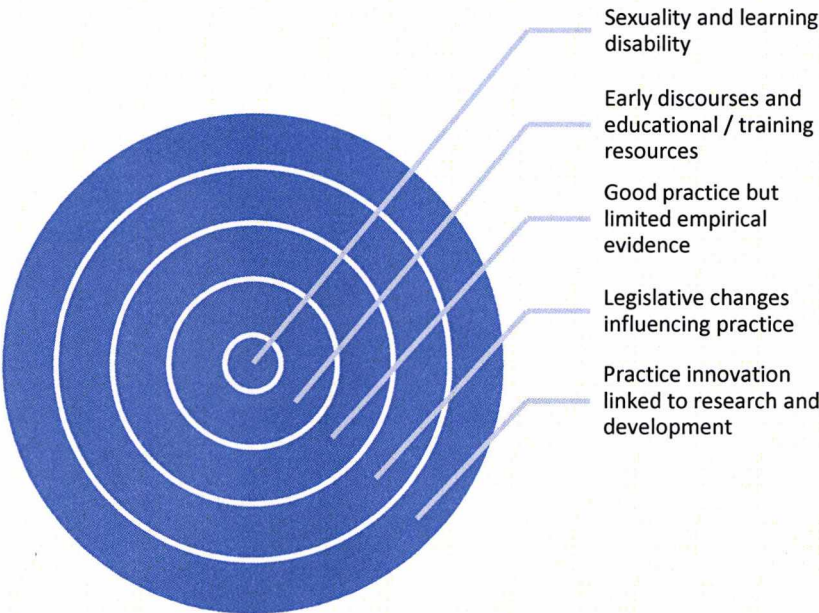 Sexuality and learning
disability
Early discourses and
educational / training
resources
Good practice but
limited empirical
evidence
Legislative changes
influencing practice
Practice innovation
linked to research and
development